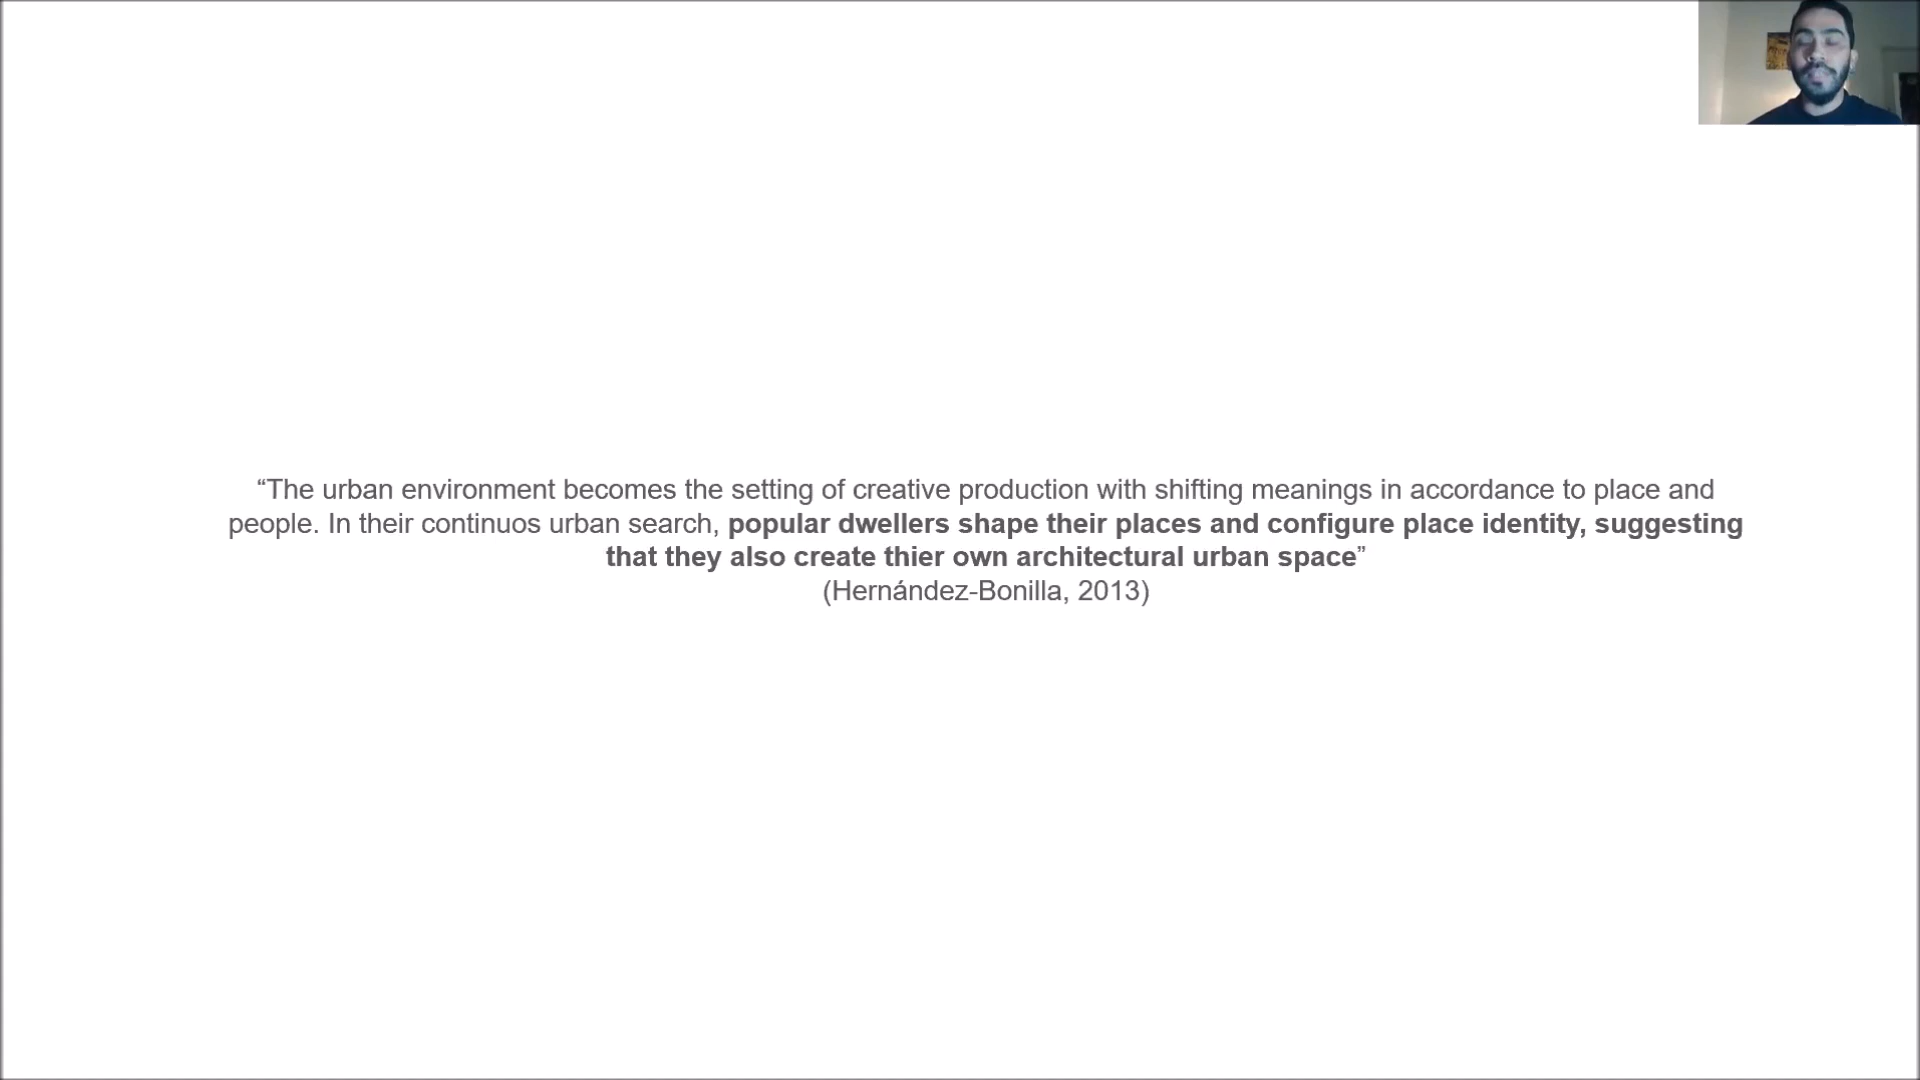 “The urban environment becomes the setting of creative production with shifting meanings in accordance to place and
people. In their continuos urban search, popular dwellers shape their places and configure place identity, suggesting
that they also create thier own architectural urban space”
(Hernández-Bonilla, 2013)